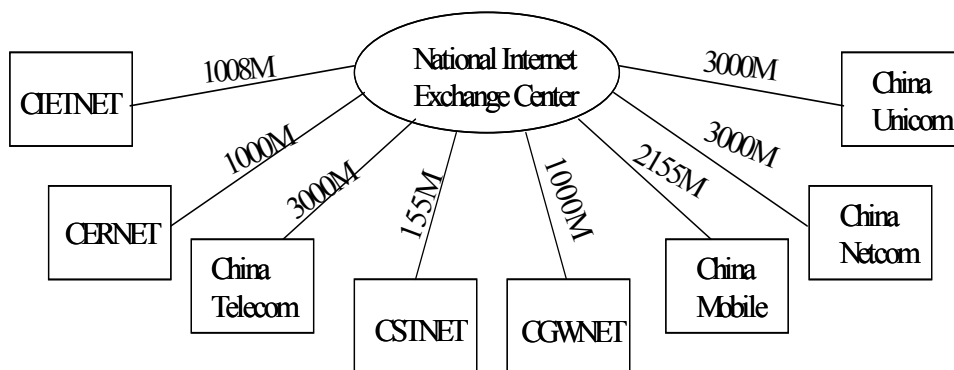 National Internet
Exchange Center
1008M
3000M
CIETNET
China
Unicom
1000M
3000M
155M
1000M
2155M
3000M
CERNET
China
Telecom
CSTNET
CGWNET
China
Mobile
China
Netcom